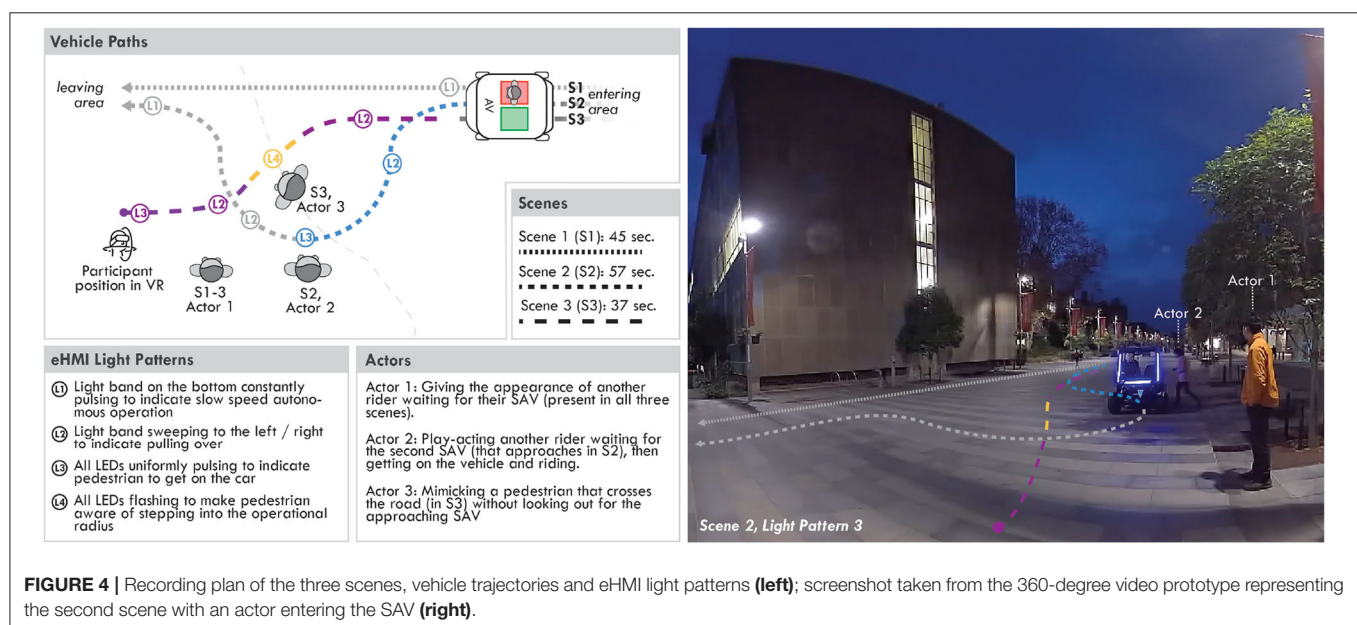 Vehicle Paths
leaving
area
L1
L1
AV
S1
S2
S3
entering
area
L2
L4
L2
S3,
Actor 3
L3
L2
L2
L3
Participant
position in VR
S1-3
Actor 1
S2,
Actor 2
Scenes
Scene 1 (S1): 45 sec.
Scene 2 (S2): 57 sec.
Scene 3 (S3): 37 sec.
eHMI Light Patterns
L1 Light band on the bottom constantly
pulsing to indicate slow speed autono-
mous operation
L2 Light band sweeping to the left / right
to indicate pulling over
L3 All LEDs uniformly pulsing to indicate
pedestrian to get on the car
L4 All LEDs flashing to make pedestrian
aware of stepping into the operational
radius
Actors
Actor 1: Giving the appearance of another
rider waiting for their SAV (present in all three
scenes).
Actor 2: Play-acting another rider waiting for
the second SAV (that approaches in S2), then
getting on the vehicle and riding.
Actor 3: Mimicking a pedestrian that crosses
the road (in S3) without looking out for the
approaching SAV
Actor 1
Actor 2
Scene 2, Light Pattern 3
FIGURE 4 | Recording plan of the three scenes, vehicle trajectories and eHMI light patterns (left); screenshot taken from the 360-degree video prototype representing
the second scene with an actor entering the SAV (right).